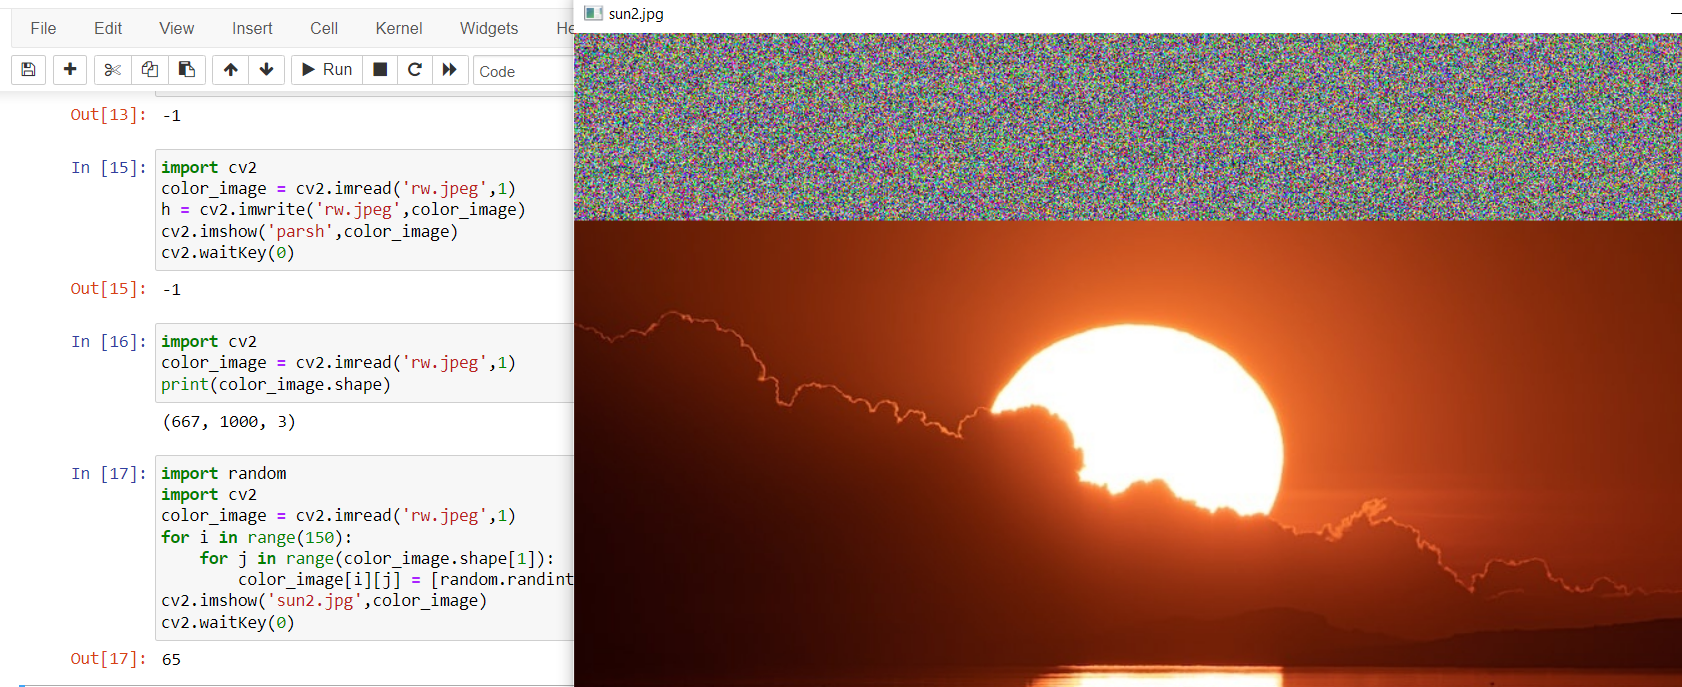 sun2.jpg
File Edit View Insert Cell Kernel Widgets He
Run Code
Out[13]: -1
In [15]: import cv2
color_image = cv2.imread('rw.jpeg',1)
h = cv2.imwrite('rw.jpeg',color_image)
cv2.imshow('parsh',color_image)
cv2.waitKey(0)
Out[15]: -1
In [16]: import cv2
color_image = cv2.imread('rw.jpeg',1)
print(color_image.shape)
(667, 1000, 3)
In [17]: import random
import cv2
color_image = cv2.imread('rw.jpeg',1)
for i in range(150):
    for j in range(color_image.shape[1]):
        color_image[i][j] = [random.randint
cv2.imshow('sun2.jpg',color_image)
cv2.waitKey(0)
Out[17]: 65